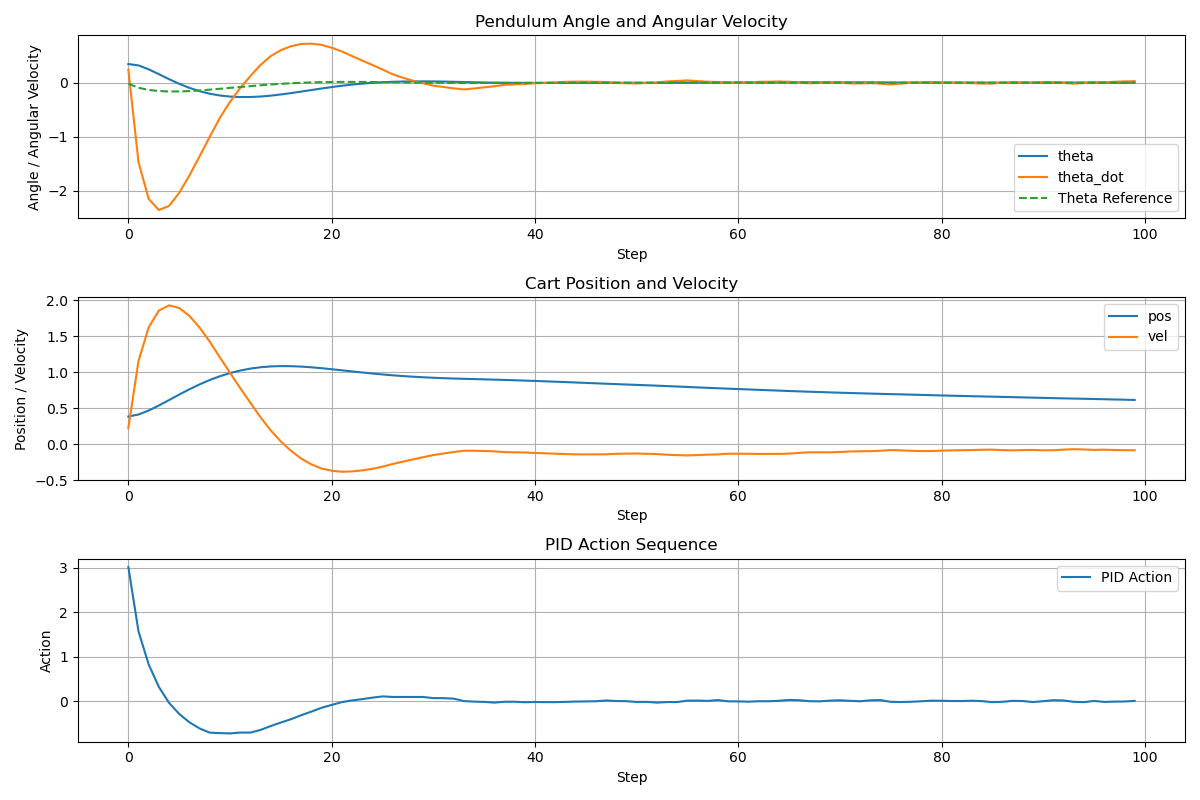 Pendulum Angle and Angular Velocity
Angle / Angular Velocity
0
−1
−2
theta
theta_dot
Theta Reference
0 20 40 60 80 100
Step
Cart Position and Velocity
Position / Velocity
2.0
1.5
1.0
0.5
0.0
−0.5
pos
vel
0 20 40 60 80 100
Step
PID Action Sequence
Action
3
2
1
0
PID Action
0 20 40 60 80 100
Step